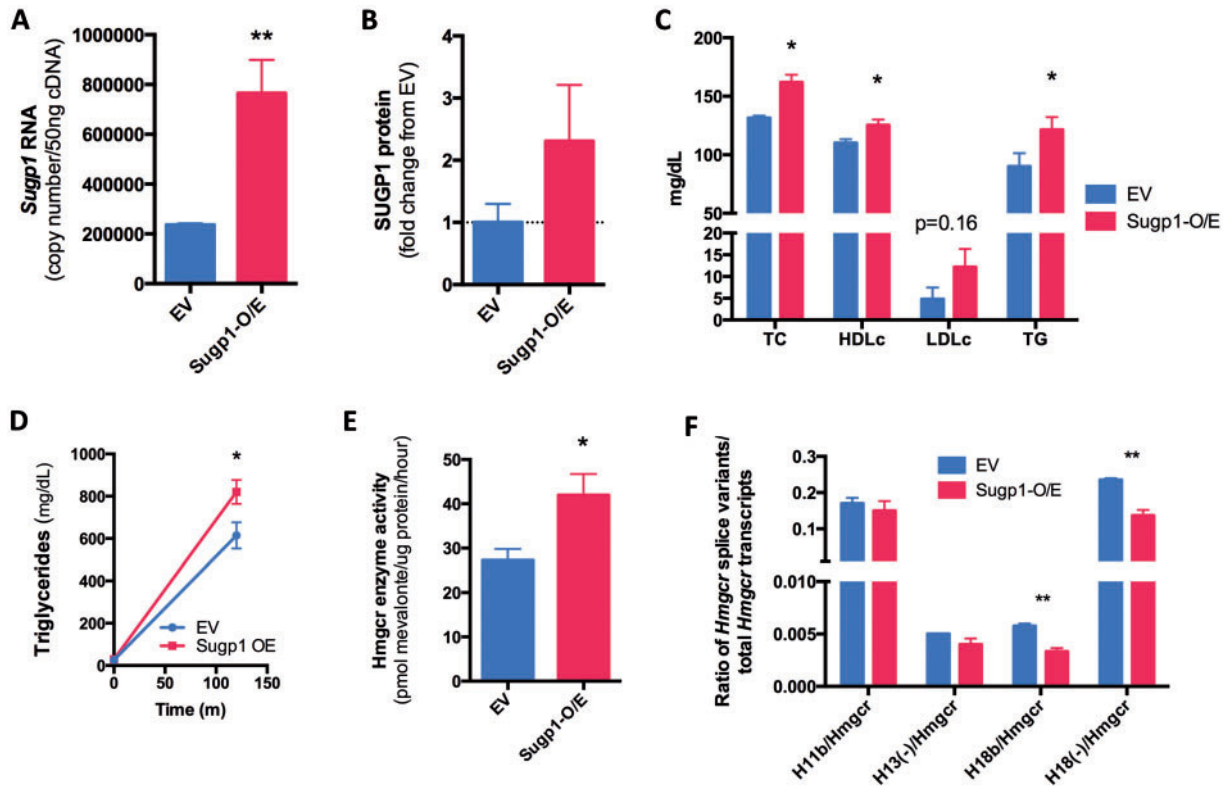 A
Sugp1 RNA
(copy number/50ng cDNA)
1000000
800000
600000
400000
200000
0
**
EV
Sugp1-O/E
B
SUGP1 protein
(fold change from EV)
4
3
2
1
0
EV
Sugp1-O/E
C
mg/dL
200
150
100
50
20
15
10
5
0
*
*
p=0.16
*
TC
HDLc
LDLc
TG
EV
Sugp1-O/E
D
Triglycerides (mg/dL)
1000
800
600
400
200
0
*
EV
Sugp1 OE
0
50
100
150
Time (m)
E
Hmgcr enzyme activity
(pmol mevalonte/ug protein/hour)
50
40
30
20
10
0
*
EV
Sugp1-O/E
F
Ratio of Hmgcr splice variants/
total Hmgcr transcripts
0.3
0.2
0.1
0.010
0.005
0.000
EV
Sugp1-O/E
**
**
H11b/Hmgcr
H13(-)/Hmgcr
H18b/Hmgcr
H18(-)/Hmgcr